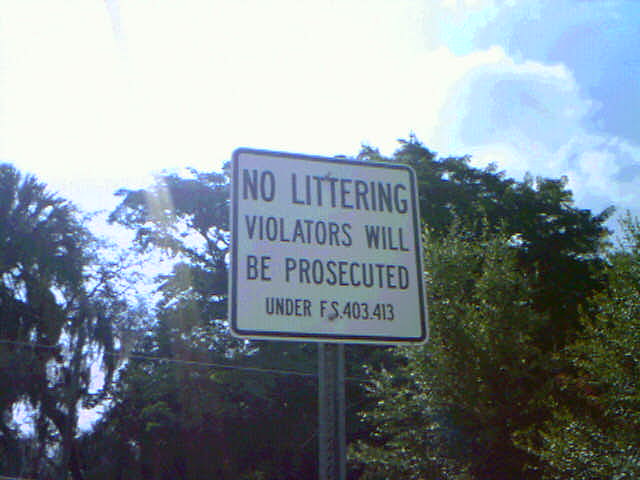 NO LITTERING
VIOLATORS WILL
BE PROSECUTED
UNDER F.S.403.413